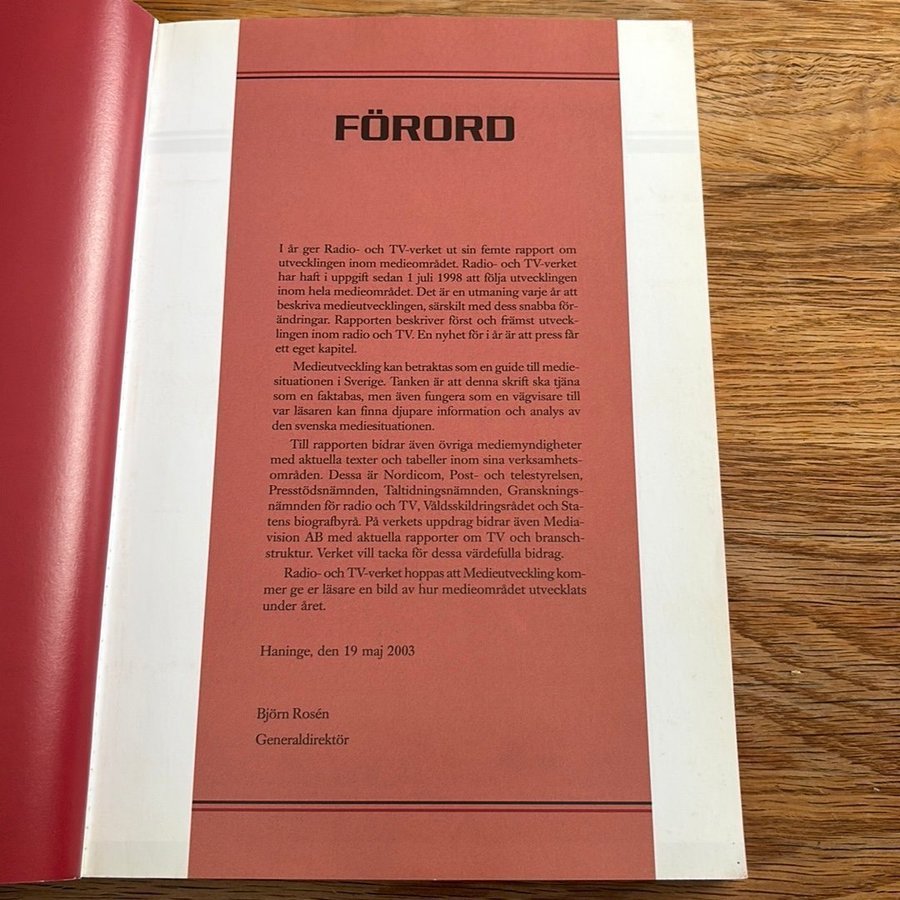 FÖRORD
I år ger Radio- och TV-verket ut sin femte rapport om
utvecklingen inom medieområdet. Radio- och TV-verket
har haft i uppgift sedan 1 juli 1998 att följa utvecklingen
inom hela medieområdet. Det är en utmaning varje år att
beskriva medieutvecklingen, särskilt med dess snabba för-
ändringar. Rapporten beskriver först och främst utveck-
lingen inom radio och TV. En nyhet för i år är att press får
ett eget kapitel.
Medieutveckling kan betraktas som en guide till medie-
situationen i Sverige. Tanken är att denna skrift ska tjäna
som en faktabas, men även fungera som en vägvisare till
var läsaren kan finna djupare information och analys av
den svenska mediesituationen.
Till rapporten bidrar även övriga mediemyndigheter
med aktuella texter och tabeller inom sina verksamhets-
områden. Dessa är Nordicom, Post- och telestyrelsen,
Presstödsnämnden, Taltidningsnämnden, Gransknings-
nämnden för radio och TV, Våldsskildringsrådet och Sta-
tens biografbyrå. På verkets uppdrag bidrar även Media-
vision AB med aktuella rapporter om TV och bransch-
struktur. Verket vill tacka för dessa värdefulla bidrag.
Radio- och TV-verket hoppas att Medieutveckling kom-
mer ge er läsare en bild av hur medieområdet utvecklats
under året.
Haninge, den 19 maj 2003
Björn Rosén
Generaldirektör